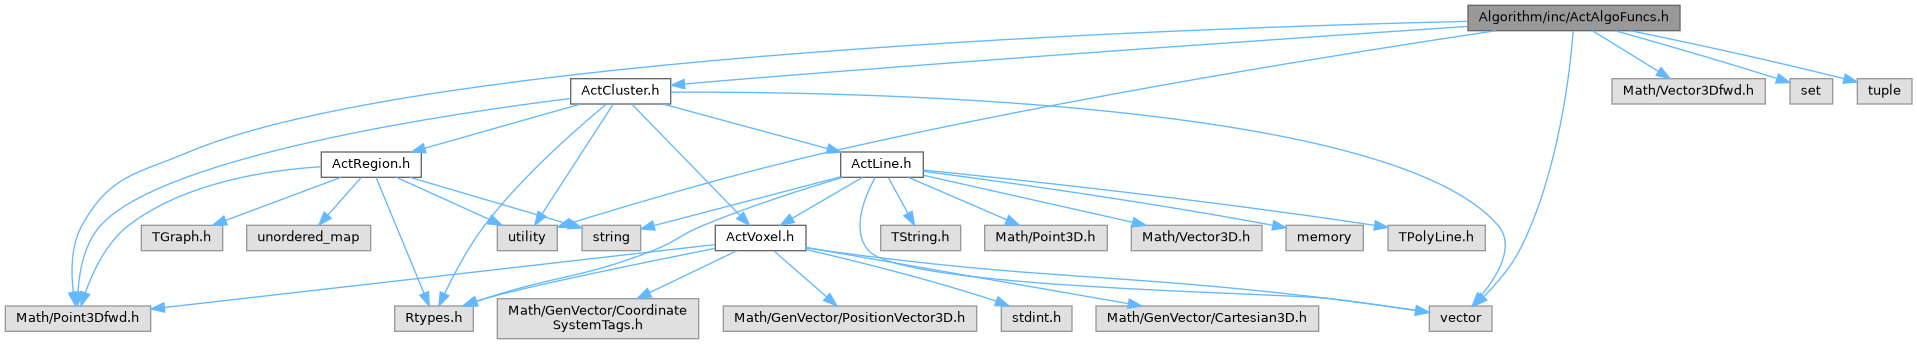 Algorithm/inc/ActAlgoFuncs.h
ActCluster.h
Math/Vector3Dfwd.h
set
tuple
ActRegion.h
ActLine.h
TGraph.h
unordered_map
utility
string
ActVoxel.h
TString.h
Math/Point3D.h
Math/Vector3D.h
memory
TPolyLine.h
Math/Point3Dfwd.h
Rtypes.h
Math/GenVector/Coordinate
SystemTags.h
Math/GenVector/PositionVector3D.h
stdint.h
Math/GenVector/Cartesian3D.h
vector